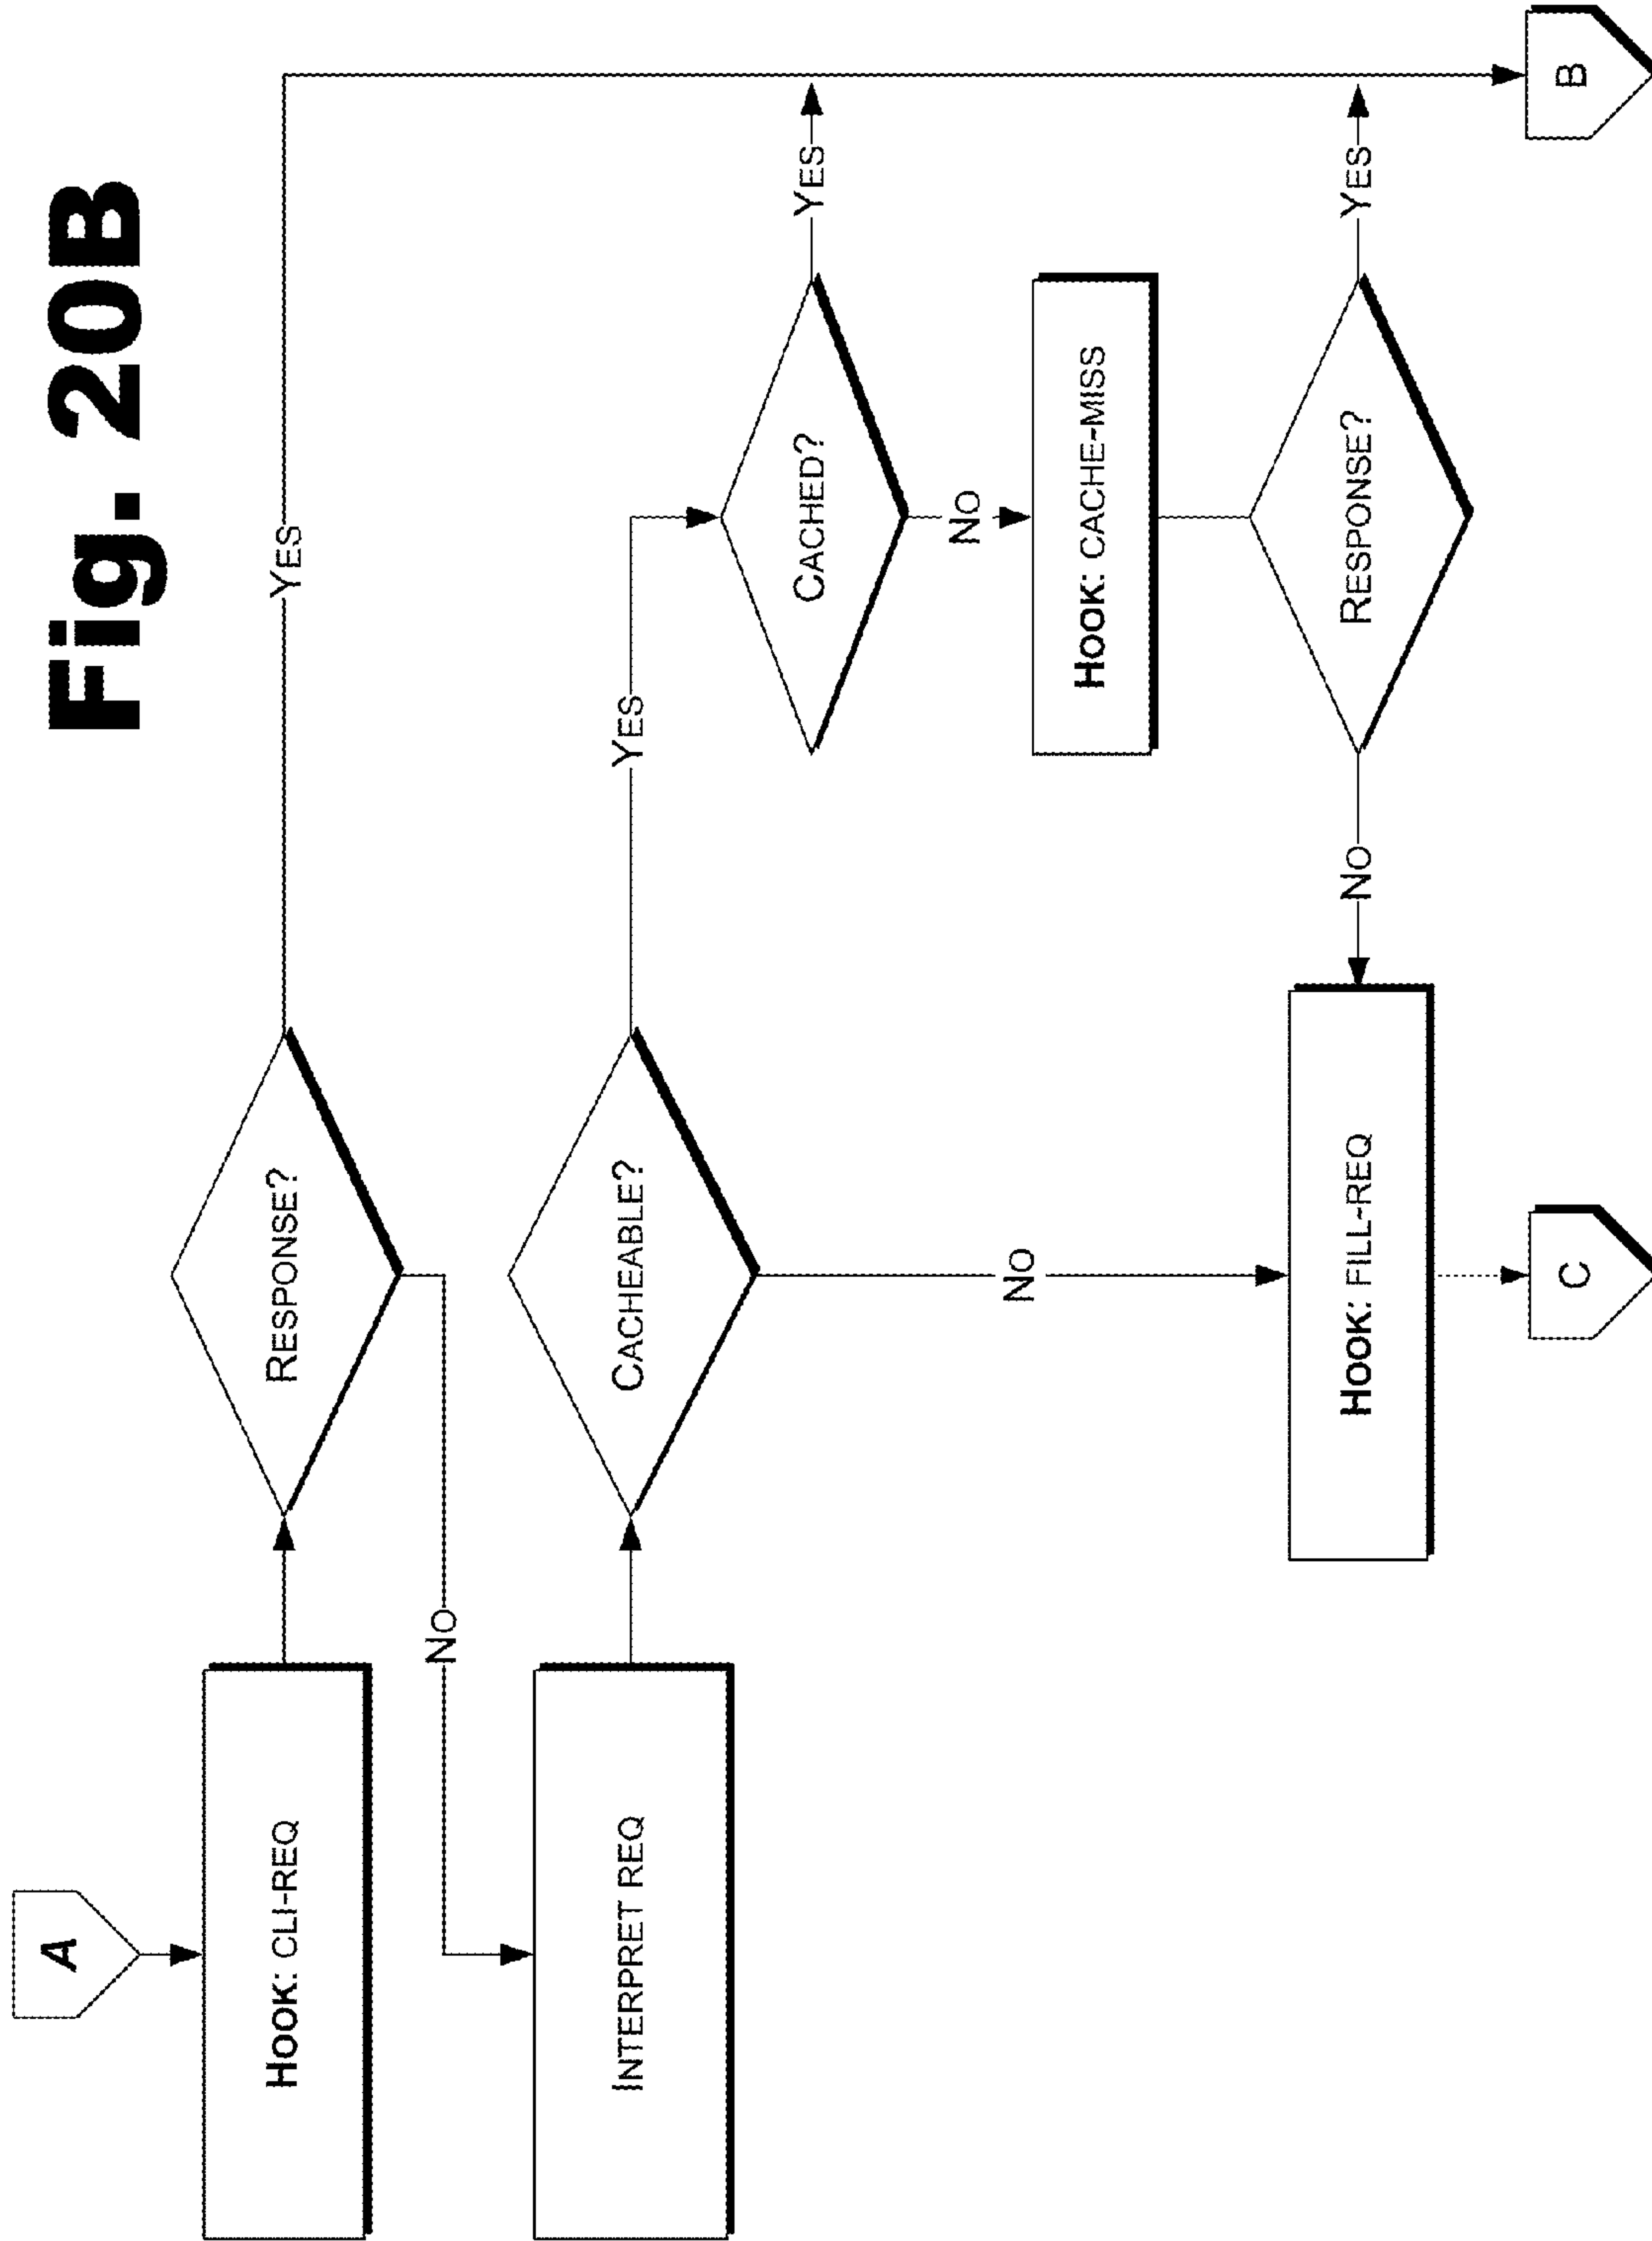 Fig. 20B
A
HOOK: CLI-REQ
RESPONSE?
YES
NO
INTERPRET REQ
CACHEABLE?
YES
CACHED?
YES
NO
HOOK: CACHE-MISS
NO
RESPONSE?
YES
NO
HOOK: FILL-REQ
C
B